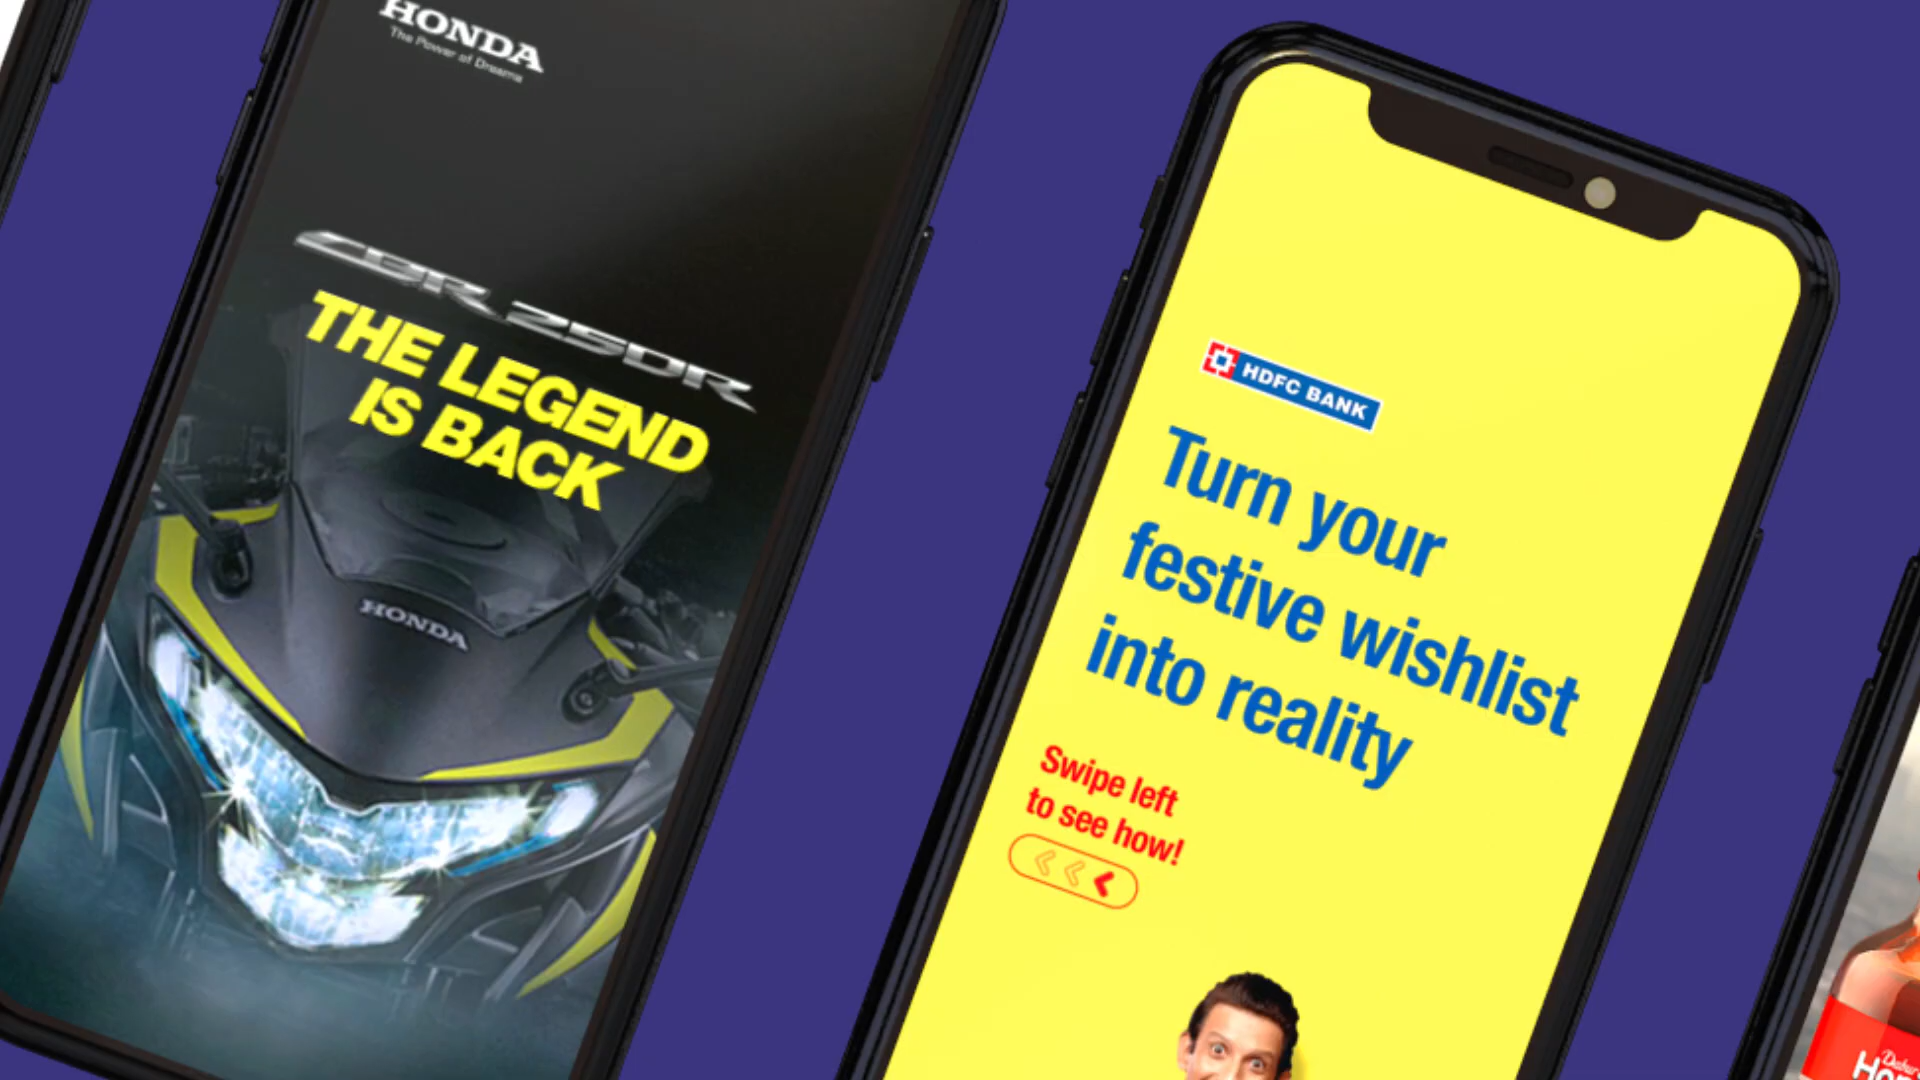 HONDA
The Power of Dreams
CBR 250R
THE LEGEND
IS BACK
HONDA
HDFC BANK
Turn your
festive wishlist
into reality
Swipe left
to see how!
Dabur